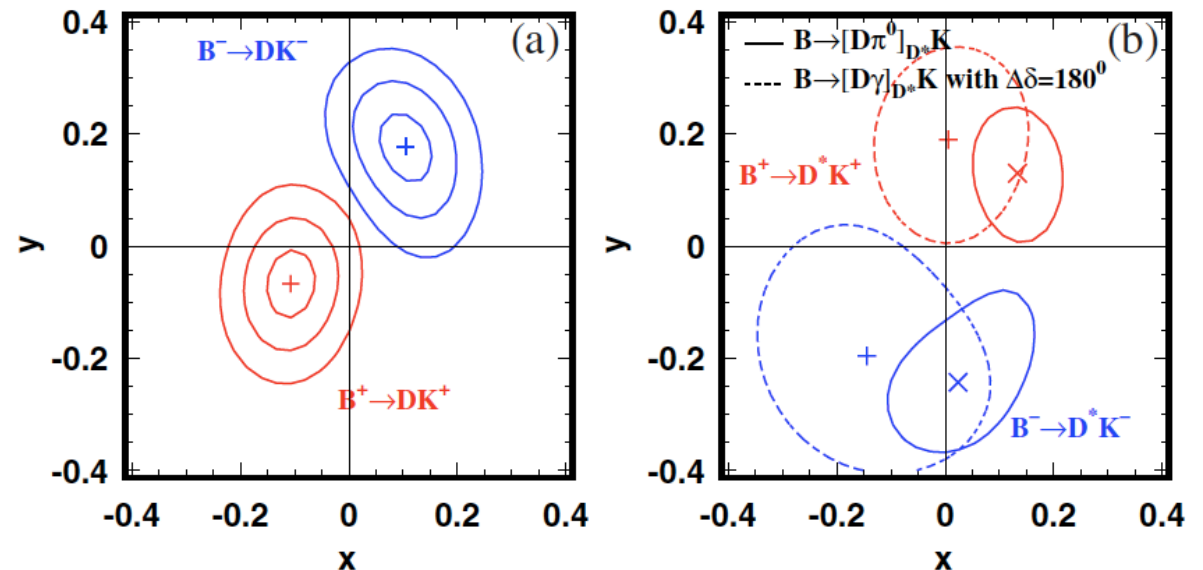 (a)
B⁻→DK⁻
B⁺→DK⁺
0.4
0.2
0
-0.2
-0.4
y
-0.4 -0.2 0 0.2 0.4
x
(b)
B→[Dπ⁰]_D*K
B→[Dγ]_D*K with Δδ=180⁰
B⁺→D*K⁺
B⁻→D*K⁻
0.4
0.2
0
-0.2
-0.4
y
-0.4 -0.2 0 0.2 0.4
x